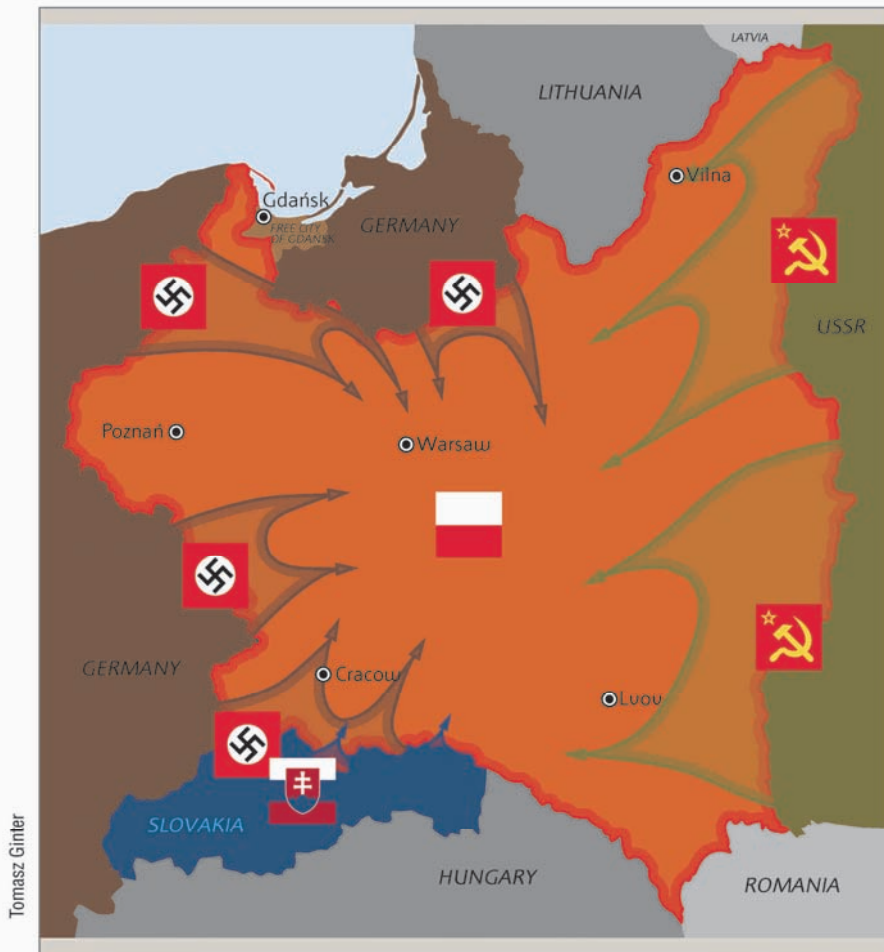 LATVIA
LITHUANIA
Vilna
Gdańsk
FREE CITY
OF GDAŃSK
GERMANY
USSR
Poznań
Warsaw
GERMANY
Cracow
Lvov
SLOVAKIA
HUNGARY
ROMANIA
Tomasz Ginter